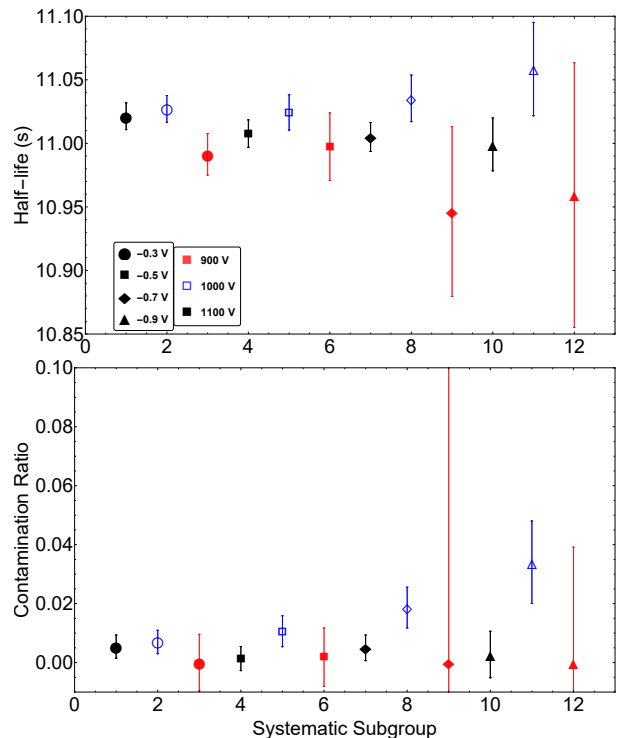 11.10
11.05
11.00
10.95
10.90
10.85
Half−life (s)
−0.3 V
−0.5 V
−0.7 V
−0.9 V
900 V
1000 V
1100 V
0 2 4 6 8 10 12
0.10
0.08
0.06
0.04
0.02
0.00
Contamination Ratio
0 2 4 6 8 10 12
Systematic Subgroup